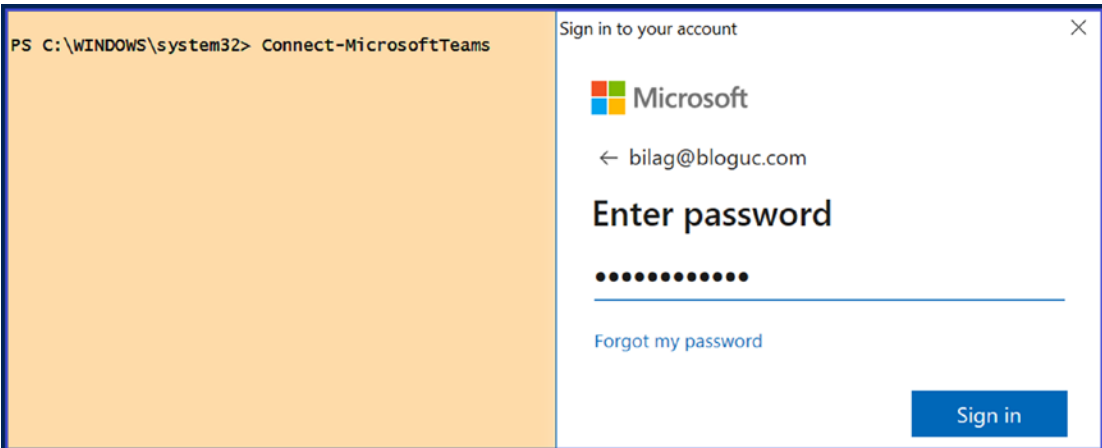 PS C:\WINDOWS\system32> Connect-MicrosoftTeams
Sign in to your account
Microsoft
← bilag@bloguc.com
Enter password
••••••••••••
Forgot my password
Sign in